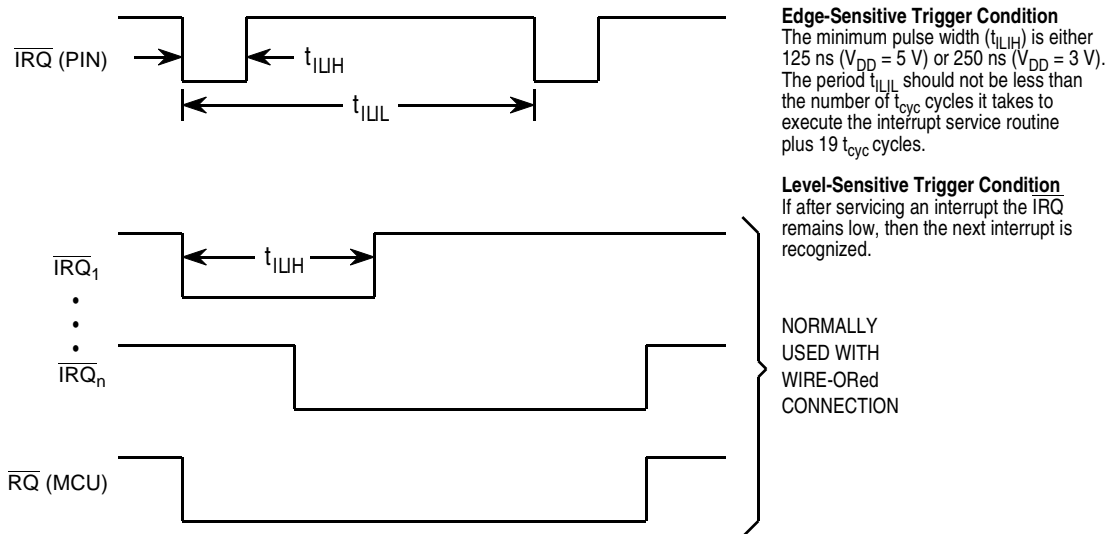 IRQ (PIN)
tILIH
tILIL
Edge-Sensitive Trigger Condition
The minimum pulse width (tILIH) is either
125 ns (VDD = 5 V) or 250 ns (VDD = 3 V).
The period tILIL should not be less than
the number of tcyc cycles it takes to
execute the interrupt service routine
plus 19 tcyc cycles.
Level-Sensitive Trigger Condition
If after servicing an interrupt the IRQ
remains low, then the next interrupt is
recognized.
IRQ1
tILIH
IRQn
NORMALLY
USED WITH
WIRE-ORed
CONNECTION
RQ (MCU)